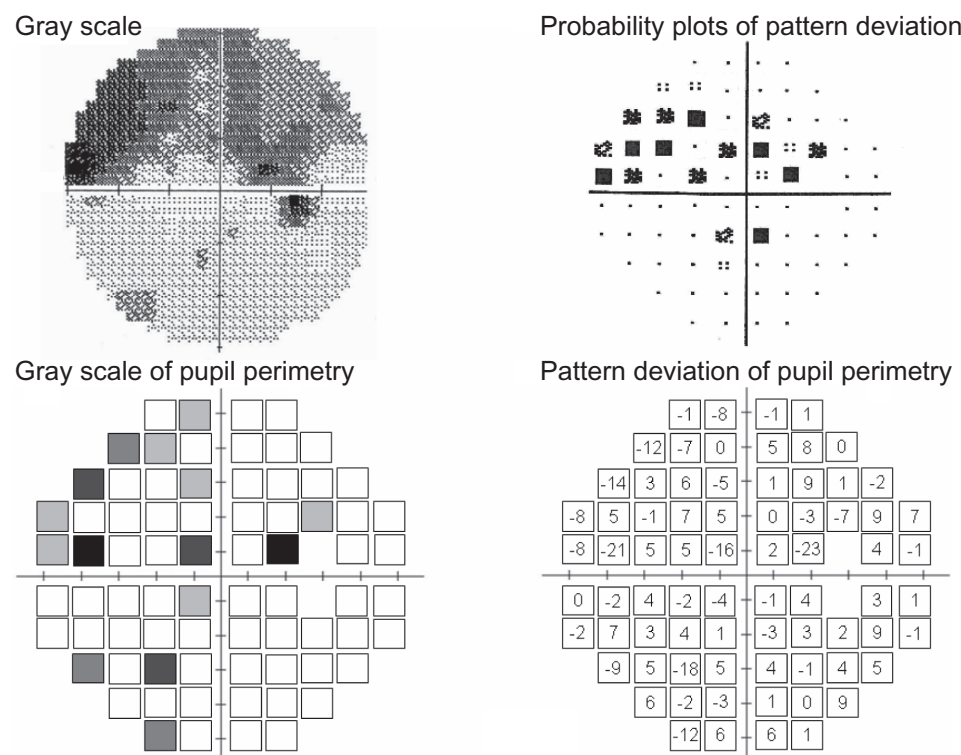 Gray scale
Probability plots of pattern deviation
Gray scale of pupil perimetry
Pattern deviation of pupil perimetry
-1 -8 -1 1
-12 -7 0 5 8 0
-14 3 6 -5 1 9 1 -2
-8 5 -1 7 5 0 -3 -7 9 7
-8 -21 5 5 -16 2 -23 4 -1
0 -2 4 -2 -4 -1 4 3 1
-2 7 3 4 1 -3 3 2 9 -1
-9 5 -18 5 4 -1 4 5
6 -2 -3 1 0 9
-12 6 6 1